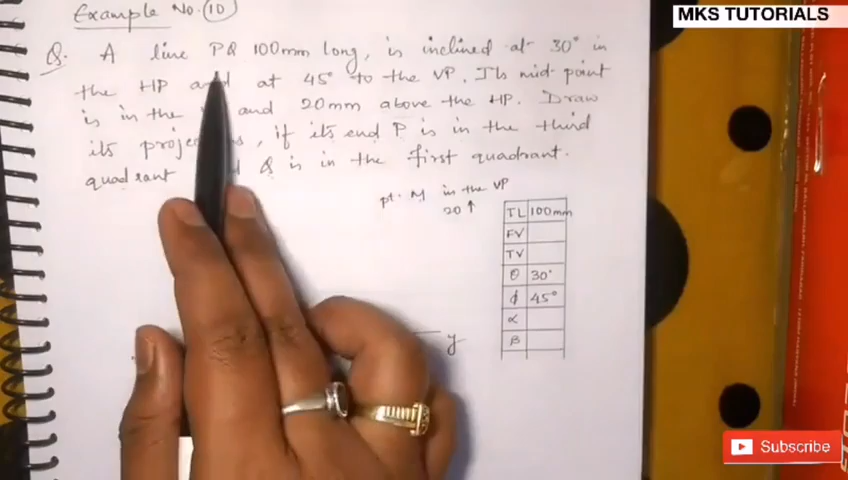 MKS TUTORIALS
Example No. 10
Q. A line PQ 100mm long, is inclined at 30° in
the HP and at 45° to the VP. Its mid-point
is in the and 20mm above the HP. Draw
its , if its end P is in the third
quadrant Q is in the first quadrant.
pt. M in the VP
20 ↑
TL 100mm
FV
TV
θ 30°
ϕ 45°
α
β
y
Subscribe